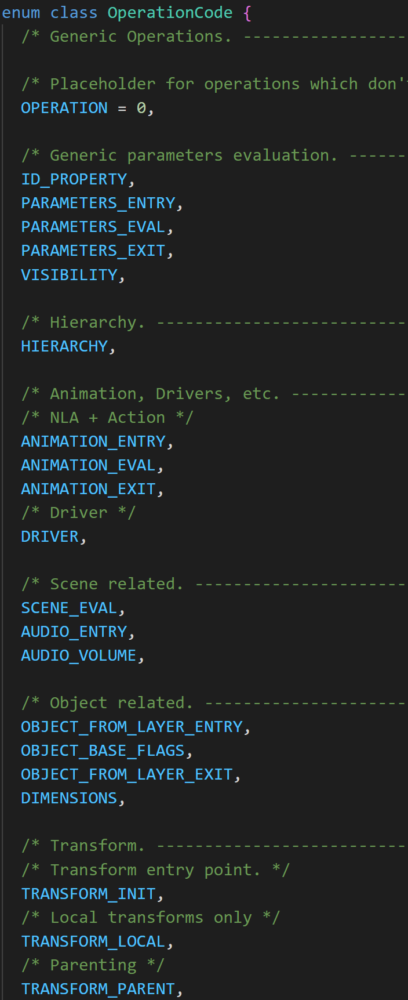 enum class OperationCode {
/* Generic Operations. -----------------
/* Placeholder for operations which don'
OPERATION = 0,
/* Generic parameters evaluation. ------
ID_PROPERTY,
PARAMETERS_ENTRY,
PARAMETERS_EVAL,
PARAMETERS_EXIT,
VISIBILITY,
/* Hierarchy. --------------------------
HIERARCHY,
/* Animation, Drivers, etc. ------------
/* NLA + Action */
ANIMATION_ENTRY,
ANIMATION_EVAL,
ANIMATION_EXIT,
/* Driver */
DRIVER,
/* Scene related. ----------------------
SCENE_EVAL,
AUDIO_ENTRY,
AUDIO_VOLUME,
/* Object related. ---------------------
OBJECT_FROM_LAYER_ENTRY,
OBJECT_BASE_FLAGS,
OBJECT_FROM_LAYER_EXIT,
DIMENSIONS,
/* Transform. --------------------------
/* Transform entry point. */
TRANSFORM_INIT,
/* Local transforms only */
TRANSFORM_LOCAL,
/* Parenting */
TRANSFORM_PARENT,